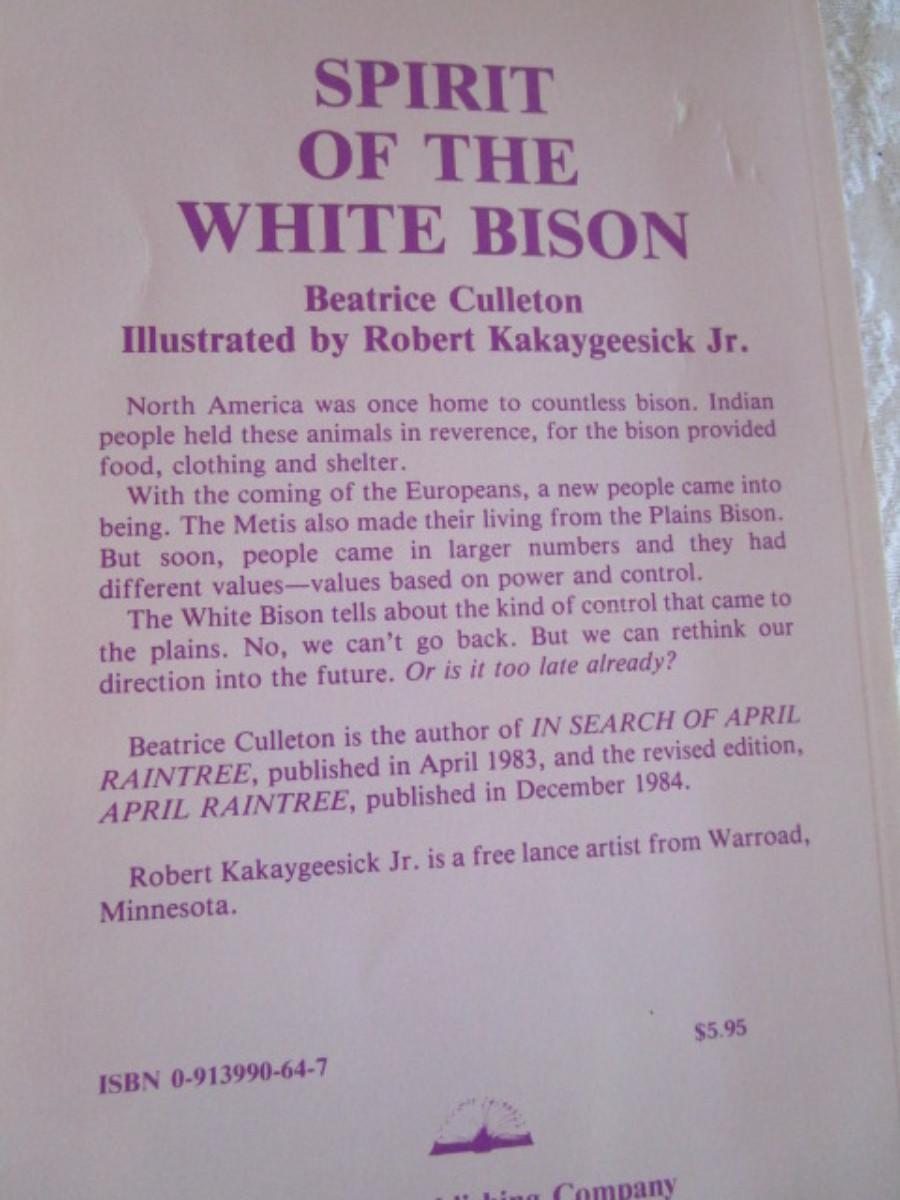 SPIRIT
OF THE
WHITE BISON
Beatrice Culleton
Illustrated by Robert Kakaygeesick Jr.
North America was once home to countless bison. Indian
people held these animals in reverence, for the bison provided
food, clothing and shelter.
With the coming of the Europeans, a new people came into
being. The Metis also made their living from the Plains Bison.
But soon, people came in larger numbers and they had
different values—values based on power and control.
The White Bison tells about the kind of control that came to
the plains. No, we can't go back. But we can rethink our
direction into the future. Or is it too late already?
Beatrice Culleton is the author of IN SEARCH OF APRIL
RAINTREE, published in April 1983, and the revised edition,
APRIL RAINTREE, published in December 1984.
Robert Kakaygeesick Jr. is a free lance artist from Warroad,
Minnesota.
$5.95
ISBN 0-913990-64-7
Company